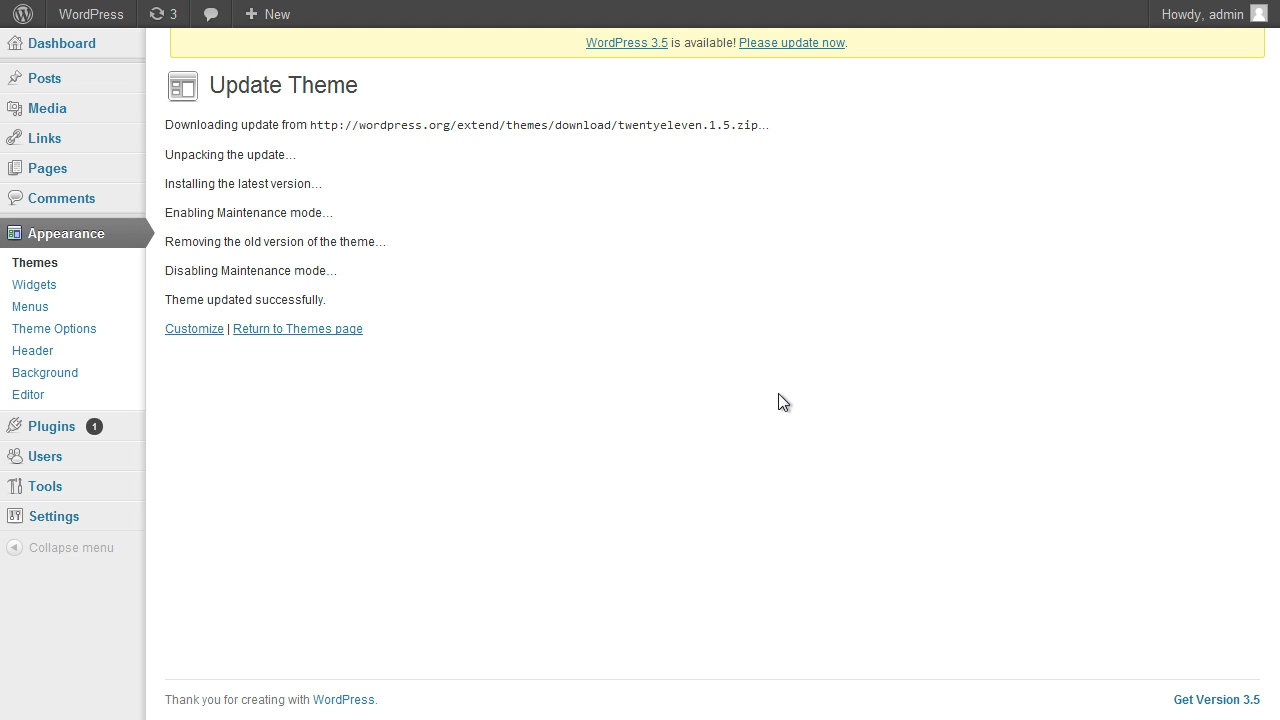 WordPress 3 New Howdy, admin
WordPress 3.5 is available! Please update now.
Dashboard
Posts
Media
Links
Pages
Comments
Appearance
Themes
Widgets
Menus
Theme Options
Header
Background
Editor
Plugins 1
Users
Tools
Settings
Collapse menu
Update Theme
Downloading update from http://wordpress.org/extend/themes/download/twentyeleven.1.5.zip…
Unpacking the update…
Installing the latest version…
Enabling Maintenance mode…
Removing the old version of the theme…
Disabling Maintenance mode…
Theme updated successfully.
Customize | Return to Themes page
Thank you for creating with WordPress. Get Version 3.5